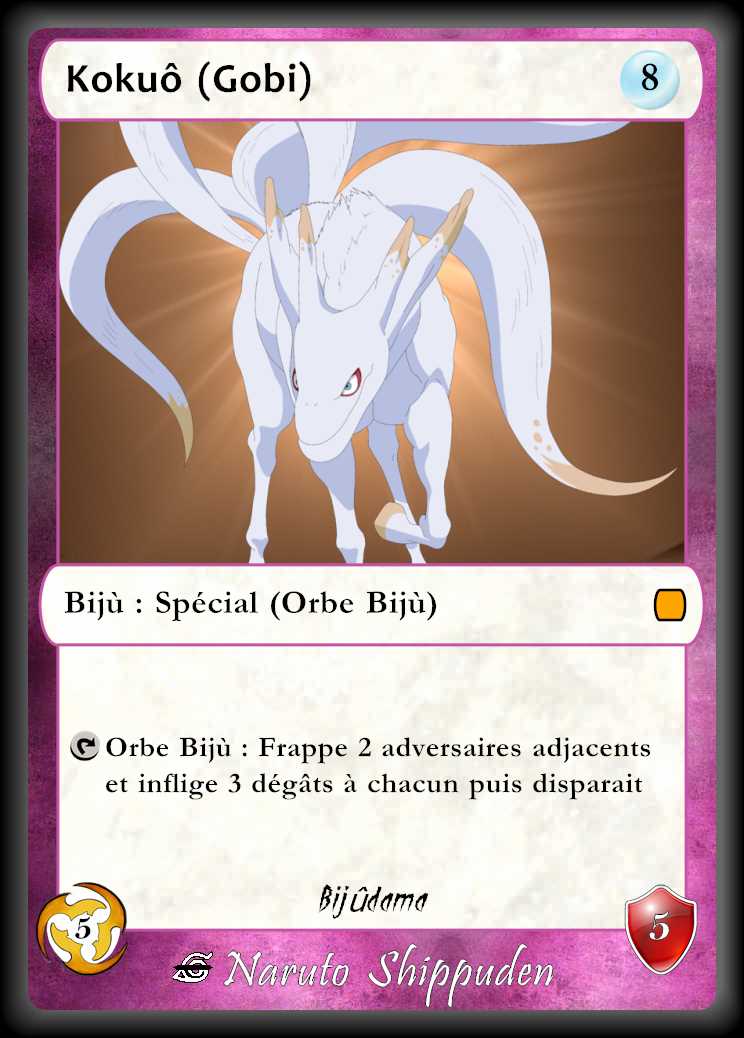 Kokuô (Gobi)
8
Bijù : Spécial (Orbe Bijù)
Orbe Bijù : Frappe 2 adversaires adjacents
et inflige 3 dégâts à chacun puis disparait
Bijûdama
5
5
Naruto Shippuden